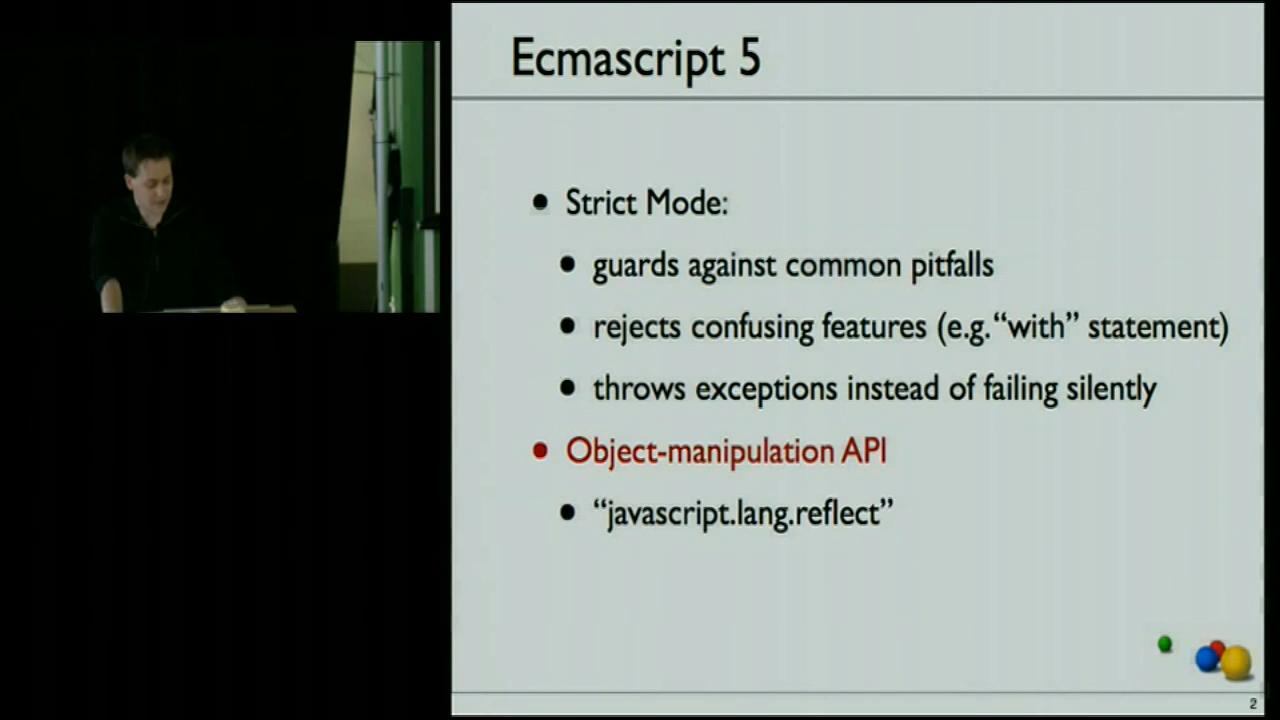 Ecmascript 5
• Strict Mode:
• guards against common pitfalls
• rejects confusing features (e.g. “with” statement)
• throws exceptions instead of failing silently
• Object-manipulation API
• “javascript.lang.reflect”
2